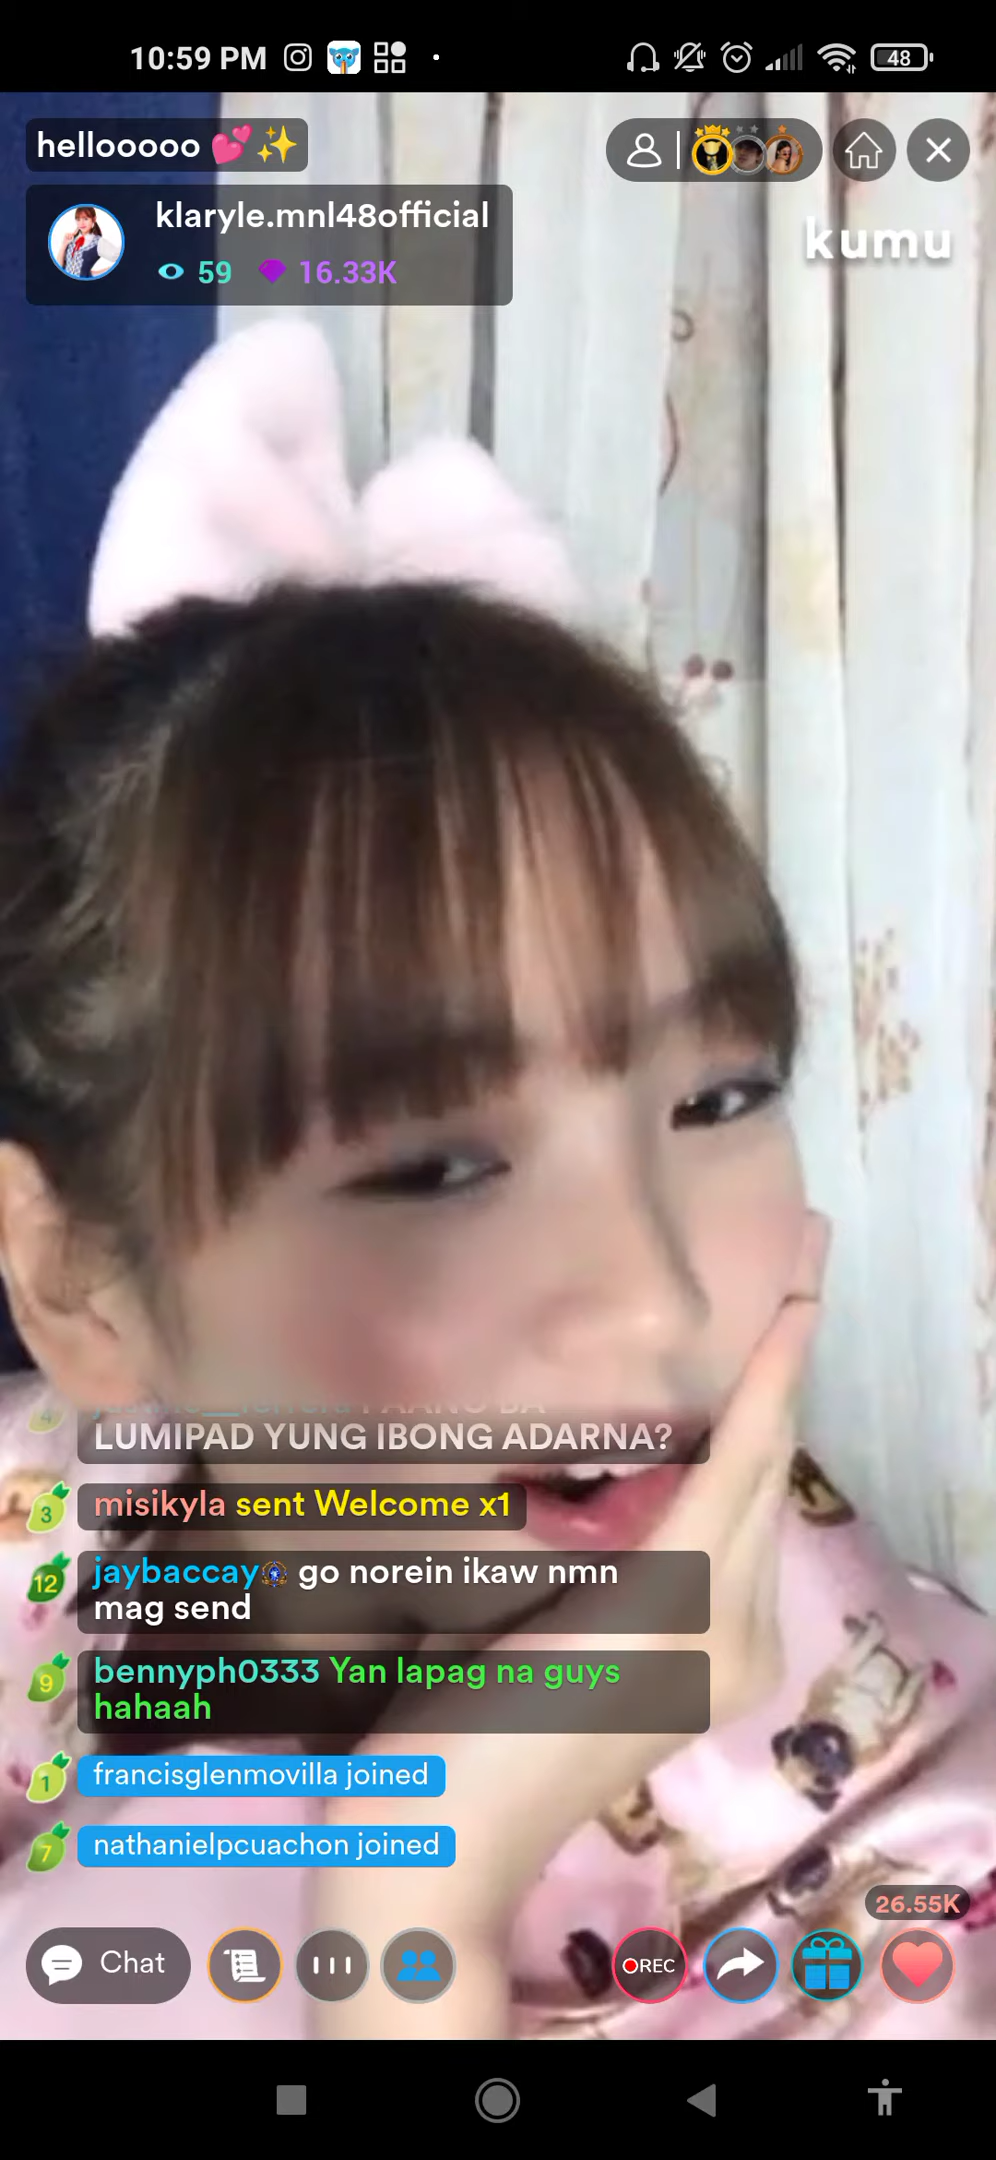 10:59 PM
48
hellooooo 💕✨
klaryle.mnl48official
59 16.33K
kumu
4
LUMIPAD YUNG IBONG ADARNA?
3 misikyla sent Welcome x1
12 jaybaccay go norein ikaw nmn
mag send
9 bennyph0333 Yan lapag na guys
hahaah
1 francisglenmovilla joined
7 nathanielpcuachon joined
26.55K
Chat
REC